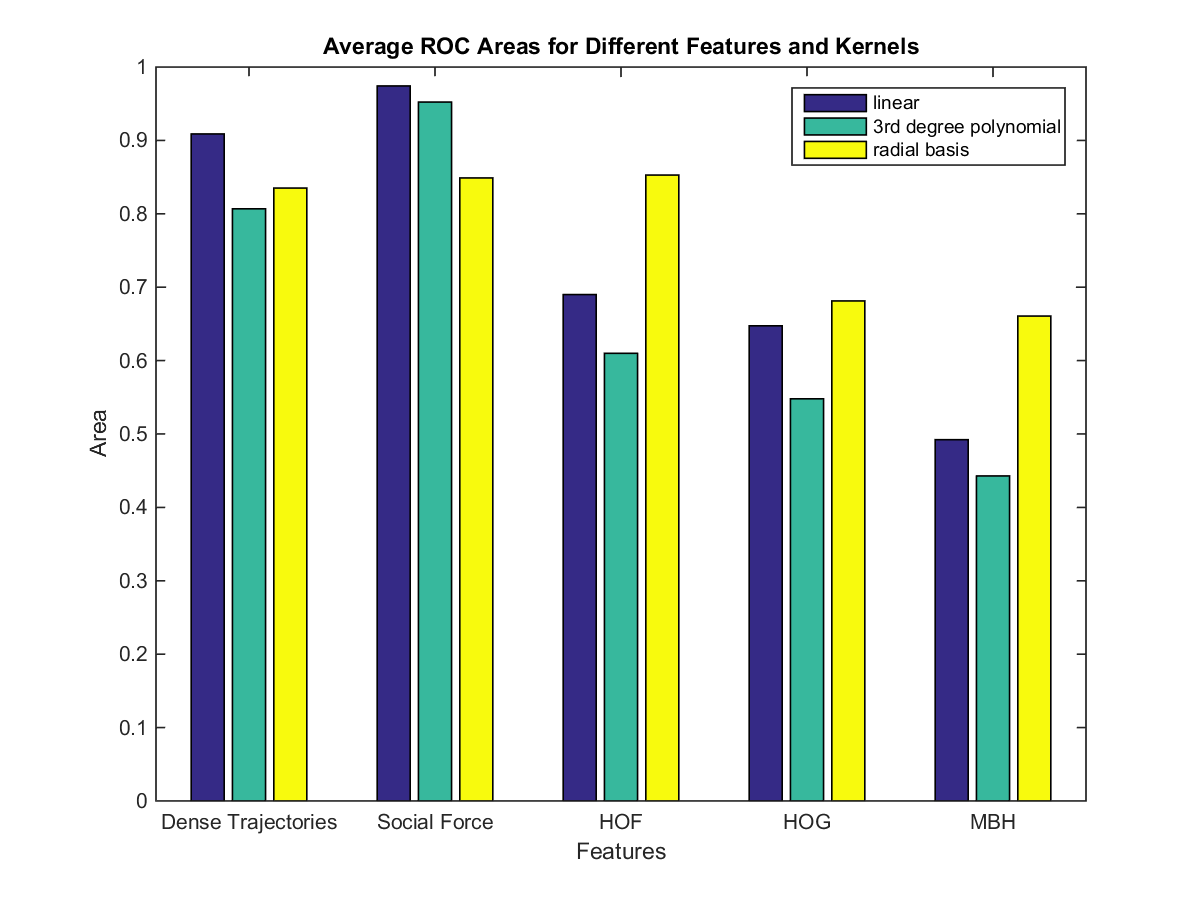 Average ROC Areas for Different Features and Kernels
linear
3rd degree polynomial
radial basis
1
0.9
0.8
0.7
0.6
0.5
0.4
0.3
0.2
0.1
0
Area
Dense Trajectories
Social Force
HOF
HOG
MBH
Features